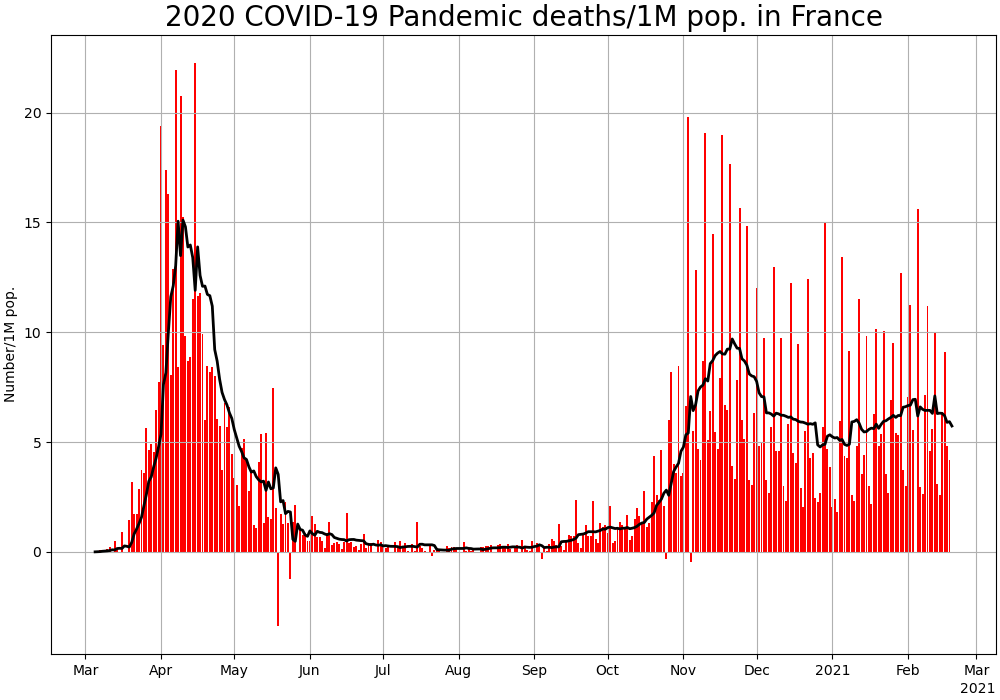 2020 COVID-19 Pandemic deaths/1M pop. in France
Number/1M pop.
20
15
10
5
0
Mar Apr May Jun Jul Aug Sep Oct Nov Dec 2021 Feb Mar
2021